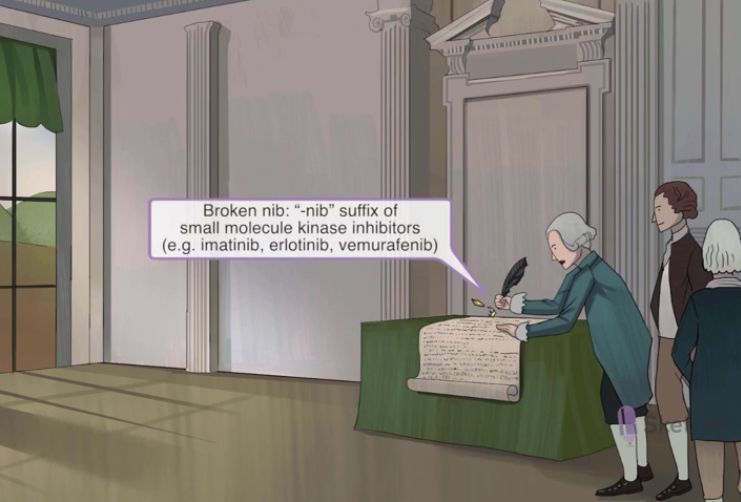 Broken nib: “-nib” suffix of
small molecule kinase inhibitors
(e.g. imatinib, erlotinib, vemurafenib)